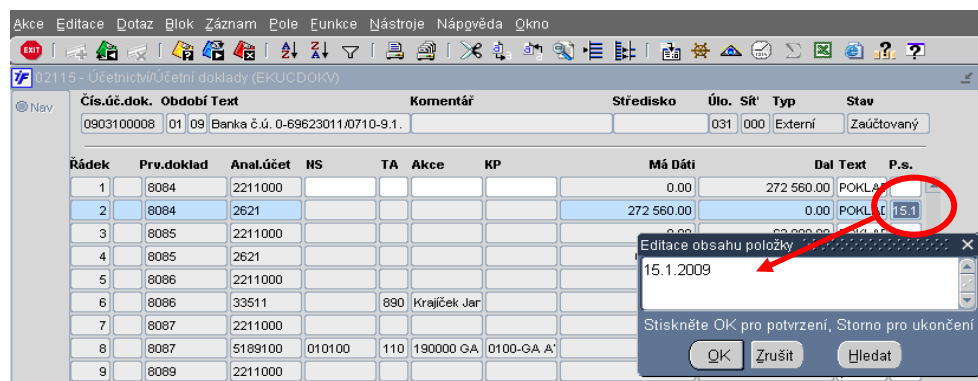 Akce Editace Dotaz Blok Záznam Pole Eunkce Nástroje Nápověda Okno
EXIT
02115 - Účetnictví/Účetní doklady (EKUCDOKV)
Nav
Čís.úč.dok. Období Text Komentář Středisko Úlo. Síť Typ Stav
0903100008 01 09 Banka č.ú. 0-69623011/0710-9.1. 031 000 Externí Zaúčtovaný
Řádek Prv.doklad Anal.účet NS TA Akce KP Má Dáti Dal Text P.s.
1 8084 2211000 0.00 272 560.00 POKLAD
2 8084 2621 272 560.00 0.00 15.1
3 8085 2211000
4 8085 2621
5 8086 2211000
6 8086 33511 890 Krajíček Jar
7 8087 2211000
8 8087 5189100 010100 110 190000 GA 0100-GA A
9 8089 2211000
Editace obsahu položky
15.1.2009
Stiskněte OK pro potvrzení, Storno pro ukončení
OK Zrušit Hledat